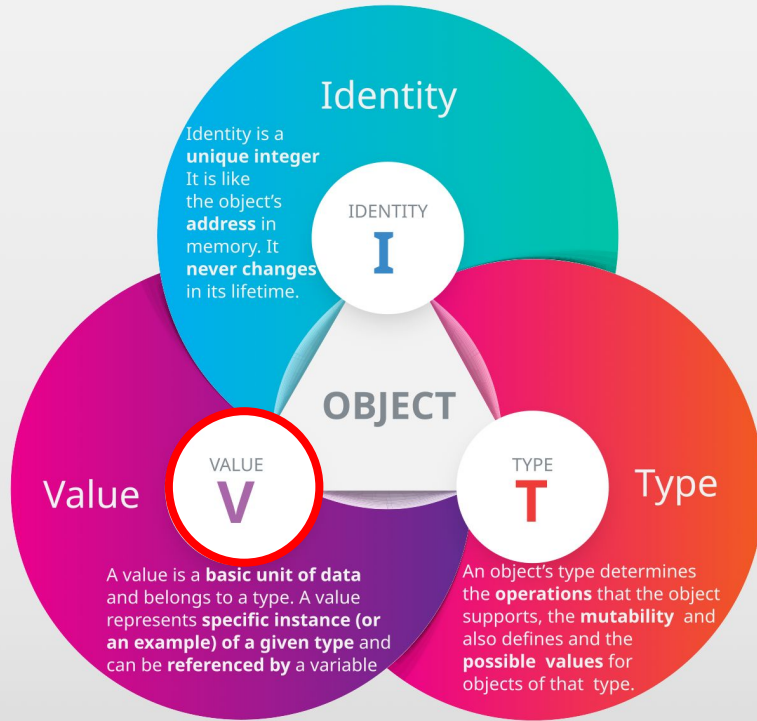 Identity
Identity is a
unique integer
It is like
the object's
address in
memory. It
never changes
in its lifetime.
IDENTITY
I
OBJECT
Value
VALUE
V
A value is a basic unit of data
and belongs to a type. A value
represents specific instance (or
an example) of a given type and
can be referenced by a variable
TYPE
T
Type
An object's type determines
the operations that the object
supports, the mutability and
also defines and the
possible values for
objects of that type.